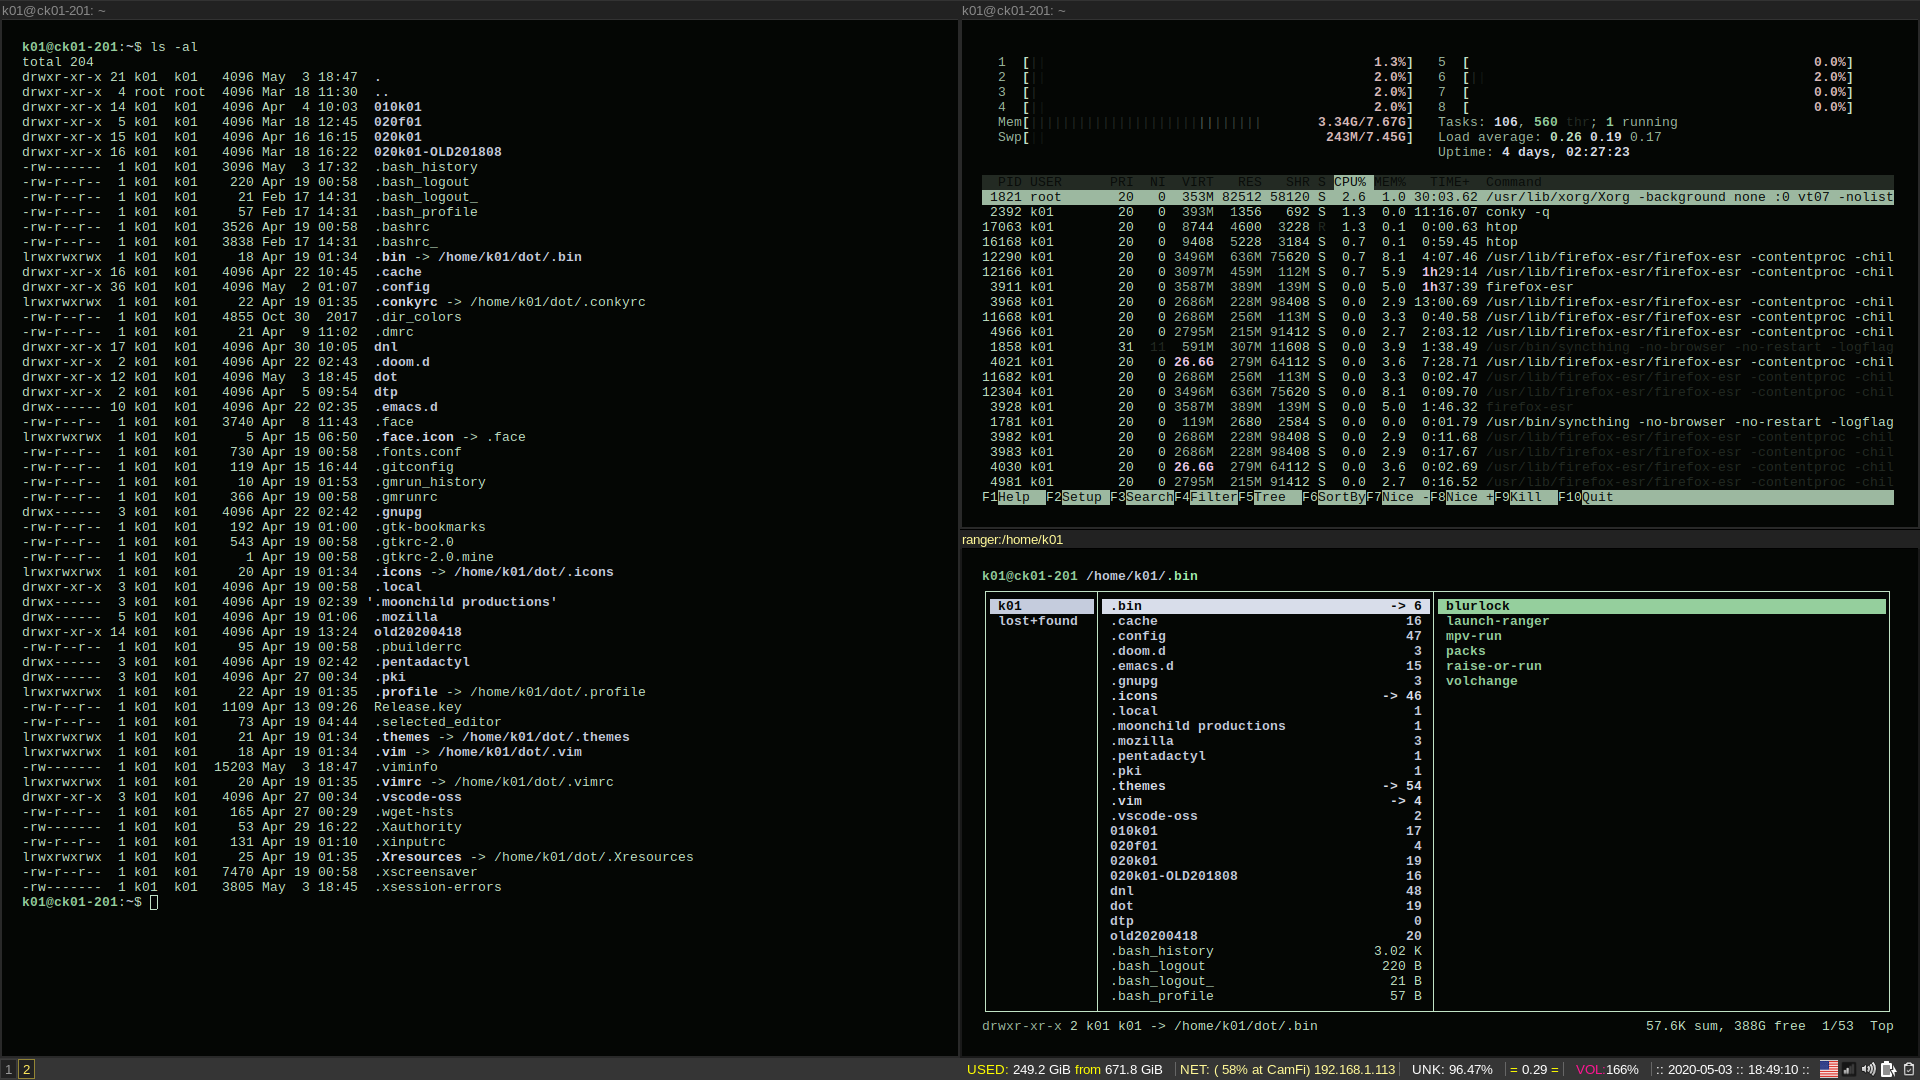 k01@ck01-201: ~
k01@ck01-201:~$ ls -al
total 204
drwxr-xr-x 21 k01  k01   4096 May  3 18:47  .
drwxr-xr-x  4 root root  4096 Mar 18 11:30  ..
drwxr-xr-x 14 k01  k01   4096 Apr  4 10:03  010k01
drwxr-xr-x  5 k01  k01   4096 Mar 18 12:45  020f01
drwxr-xr-x 15 k01  k01   4096 Apr 16 16:15  020k01
drwxr-xr-x 16 k01  k01   4096 Mar 18 16:22  020k01-OLD201808
-rw-------  1 k01  k01   3096 May  3 17:32  .bash_history
-rw-r--r--  1 k01  k01    220 Apr 19 00:58  .bash_logout
-rw-r--r--  1 k01  k01     21 Feb 17 14:31  .bash_logout_
-rw-r--r--  1 k01  k01     57 Feb 17 14:31  .bash_profile
-rw-r--r--  1 k01  k01   3526 Apr 19 00:58  .bashrc
-rw-r--r--  1 k01  k01   3838 Feb 17 14:31  .bashrc_
lrwxrwxrwx  1 k01  k01     18 Apr 19 01:34  .bin -> /home/k01/dot/.bin
drwxr-xr-x 16 k01  k01   4096 Apr 22 10:45  .cache
drwxr-xr-x 36 k01  k01   4096 May  2 01:07  .config
lrwxrwxrwx  1 k01  k01     22 Apr 19 01:35  .conkyrc -> /home/k01/dot/.conkyrc
-rw-r--r--  1 k01  k01   4855 Oct 30  2017  .dir_colors
-rw-r--r--  1 k01  k01     21 Apr  9 11:02  .dmrc
drwxr-xr-x 17 k01  k01   4096 Apr 30 10:05  dnl
drwxr-xr-x  2 k01  k01   4096 Apr 22 02:43  .doom.d
drwxr-xr-x 12 k01  k01   4096 May  3 18:45  dot
drwxr-xr-x  2 k01  k01   4096 Apr  5 09:54  dtp
drwx------ 10 k01  k01   4096 Apr 22 02:35  .emacs.d
-rw-r--r--  1 k01  k01   3740 Apr  8 11:43  .face
lrwxrwxrwx  1 k01  k01      5 Apr 15 06:50  .face.icon -> .face
-rw-r--r--  1 k01  k01    730 Apr 19 00:58  .fonts.conf
-rw-r--r--  1 k01  k01    119 Apr 15 16:44  .gitconfig
-rw-r--r--  1 k01  k01     10 Apr 19 01:53  .gmrun_history
-rw-r--r--  1 k01  k01    366 Apr 19 00:58  .gmrunrc
drwx------  3 k01  k01   4096 Apr 22 02:42  .gnupg
-rw-r--r--  1 k01  k01    192 Apr 19 01:00  .gtk-bookmarks
-rw-r--r--  1 k01  k01    543 Apr 19 00:58  .gtkrc-2.0
-rw-r--r--  1 k01  k01      1 Apr 19 00:58  .gtkrc-2.0.mine
lrwxrwxrwx  1 k01  k01     20 Apr 19 01:34  .icons -> /home/k01/dot/.icons
drwxr-xr-x  3 k01  k01   4096 Apr 19 00:58  .local
drwx------  3 k01  k01   4096 Apr 19 02:39 '.moonchild productions'
drwx------  5 k01  k01   4096 Apr 19 01:06  .mozilla
drwxr-xr-x 14 k01  k01   4096 Apr 19 13:24  old20200418
-rw-r--r--  1 k01  k01     95 Apr 19 00:58  .pbuilderrc
drwx------  3 k01  k01   4096 Apr 19 02:42  .pentadactyl
drwx------  3 k01  k01   4096 Apr 27 00:34  .pki
lrwxrwxrwx  1 k01  k01     22 Apr 19 01:35  .profile -> /home/k01/dot/.profile
-rw-r--r--  1 k01  k01   1109 Apr 13 09:26  Release.key
-rw-r--r--  1 k01  k01     73 Apr 19 04:44  .selected_editor
lrwxrwxrwx  1 k01  k01     21 Apr 19 01:34  .themes -> /home/k01/dot/.themes
lrwxrwxrwx  1 k01  k01     18 Apr 19 01:34  .vim -> /home/k01/dot/.vim
-rw-------  1 k01  k01  15203 May  3 18:47  .viminfo
lrwxrwxrwx  1 k01  k01     20 Apr 19 01:35  .vimrc -> /home/k01/dot/.vimrc
drwxr-xr-x  3 k01  k01   4096 Apr 27 00:34  .vscode-oss
-rw-r--r--  1 k01  k01    165 Apr 27 00:29  .wget-hsts
-rw-------  1 k01  k01     53 Apr 29 16:22  .Xauthority
-rw-r--r--  1 k01  k01    131 Apr 19 01:10  .xinputrc
lrwxrwxrwx  1 k01  k01     25 Apr 19 01:35  .Xresources -> /home/k01/dot/.Xresources
-rw-r--r--  1 k01  k01   7470 Apr 19 00:58  .xscreensaver
-rw-------  1 k01  k01   3805 May  3 18:45  .xsession-errors
k01@ck01-201:~$
k01@ck01-201: ~
1 [|| 1.3%] 5 [ 0.0%]
2 [|| 2.0%] 6 [|| 2.0%]
3 [| 2.0%] 7 [ 0.0%]
4 [|| 2.0%] 8 [ 0.0%]
Mem[||||||||||||||||||||||||||||| 3.34G/7.67G] Tasks: 106, 560 thr; 1 running
Swp[|| 243M/7.45G] Load average: 0.26 0.19 0.17
Uptime: 4 days, 02:27:23
PID USER PRI NI VIRT RES SHR S CPU% MEM% TIME+ Command
1821 root 20 0 353M 82512 58120 S 2.6 1.0 30:03.62 /usr/lib/xorg/Xorg -background none :0 vt07 -nolist
2392 k01 20 0 393M 1356 692 S 1.3 0.0 11:16.07 conky -q
17063 k01 20 0 8744 4600 3228 R 1.3 0.1 0:00.63 htop
16168 k01 20 0 9408 5228 3184 S 0.7 0.1 0:59.45 htop
12290 k01 20 0 3496M 636M 75620 S 0.7 8.1 4:07.46 /usr/lib/firefox-esr/firefox-esr -contentproc -chil
12166 k01 20 0 3097M 459M 112M S 0.7 5.9 1h29:14 /usr/lib/firefox-esr/firefox-esr -contentproc -chil
3911 k01 20 0 3587M 389M 139M S 0.0 5.0 1h37:39 firefox-esr
3968 k01 20 0 2686M 228M 98408 S 0.0 2.9 13:00.69 /usr/lib/firefox-esr/firefox-esr -contentproc -chil
11668 k01 20 0 2686M 256M 113M S 0.0 3.3 0:40.58 /usr/lib/firefox-esr/firefox-esr -contentproc -chil
4966 k01 20 0 2795M 215M 91412 S 0.0 2.7 2:03.12 /usr/lib/firefox-esr/firefox-esr -contentproc -chil
1858 k01 31 11 591M 307M 11608 S 0.0 3.9 1:38.49 /usr/bin/syncthing -no-browser -no-restart -logflag
4021 k01 20 0 26.6G 279M 64112 S 0.0 3.6 7:28.71 /usr/lib/firefox-esr/firefox-esr -contentproc -chil
11682 k01 20 0 2686M 256M 113M S 0.0 3.3 0:02.47 /usr/lib/firefox-esr/firefox-esr -contentproc -chil
12304 k01 20 0 3496M 636M 75620 S 0.0 8.1 0:09.70 /usr/lib/firefox-esr/firefox-esr -contentproc -chil
3928 k01 20 0 3587M 389M 139M S 0.0 5.0 1:46.32 firefox-esr
1781 k01 20 0 119M 2680 2584 S 0.0 0.0 0:01.79 /usr/bin/syncthing -no-browser -no-restart -logflag
3982 k01 20 0 2686M 228M 98408 S 0.0 2.9 0:11.68 /usr/lib/firefox-esr/firefox-esr -contentproc -chil
3983 k01 20 0 2686M 228M 98408 S 0.0 2.9 0:17.67 /usr/lib/firefox-esr/firefox-esr -contentproc -chil
4030 k01 20 0 26.6G 279M 64112 S 0.0 3.6 0:02.69 /usr/lib/firefox-esr/firefox-esr -contentproc -chil
4981 k01 20 0 2795M 215M 91412 S 0.0 2.7 0:16.52 /usr/lib/firefox-esr/firefox-esr -contentproc -chil
F1Help F2Setup F3SearchF4FilterF5Tree F6SortByF7Nice -F8Nice +F9Kill F10Quit
ranger:/home/k01
k01@ck01-201 /home/k01/.bin
k01 .bin -> 6 blurlock
lost+found .cache 16 launch-ranger
.config 47 mpv-run
.doom.d 3 packs
.emacs.d 15 raise-or-run
.gnupg 3 volchange
.icons -> 46
.local 1
.moonchild productions 1
.mozilla 3
.pentadactyl 1
.pki 1
.themes -> 54
.vim -> 4
.vscode-oss 2
010k01 17
020f01 4
020k01 19
020k01-OLD201808 16
dnl 48
dot 19
dtp 0
old20200418 20
.bash_history 3.02 K
.bash_logout 220 B
.bash_logout_ 21 B
.bash_profile 57 B
drwxr-xr-x 2 k01 k01 -> /home/k01/dot/.bin 57.6K sum, 388G free 1/53 Top
1 2 USED: 249.2 GiB from 671.8 GiB | NET: ( 58% at CamFi) 192.168.1.113 | UNK: 96.47% | = 0.29 = | VOL:166% | :: 2020-05-03 :: 18:49:10 ::